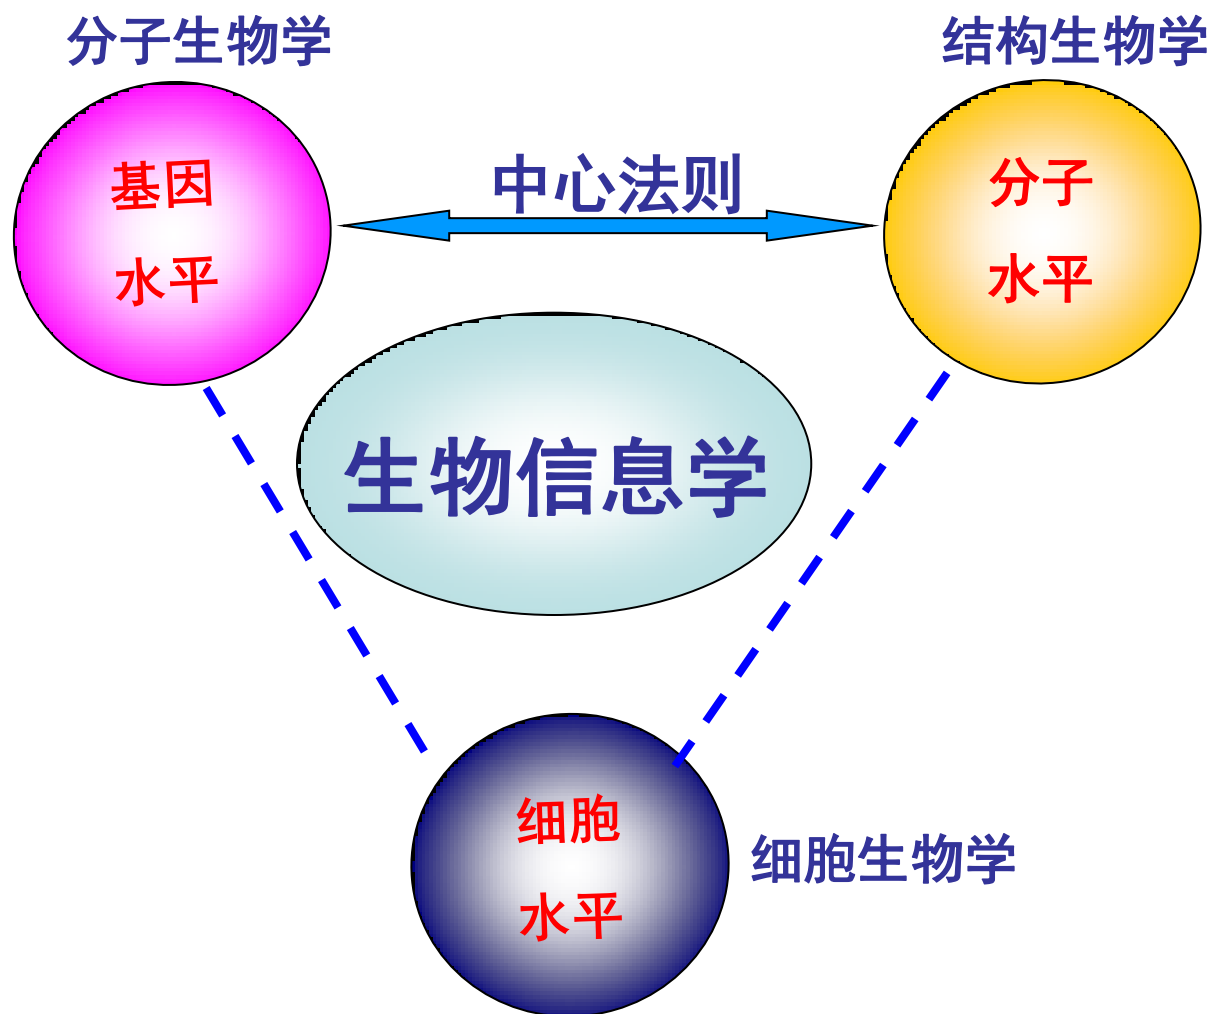 分子生物学
结构生物学
中心法则
基因
水平
分子
水平
生物信息学
细胞
水平
细胞生物学